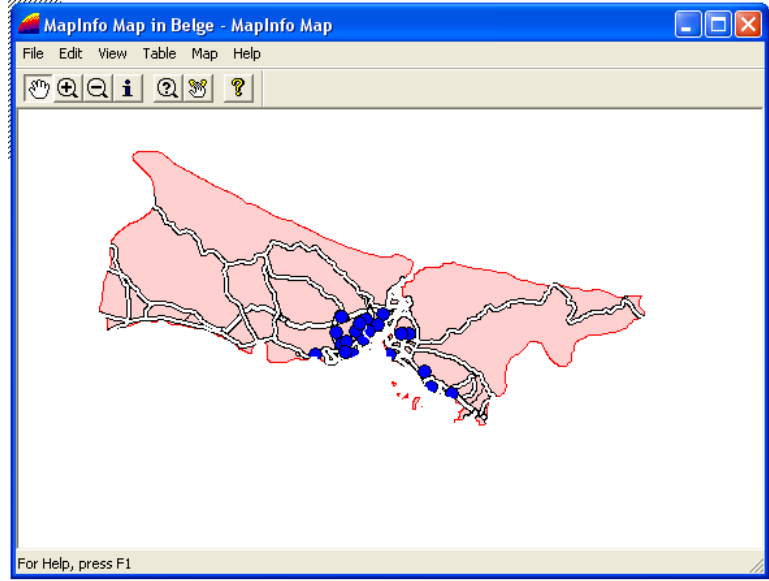 MapInfo Map in Belge - MapInfo Map
File Edit View Table Map Help
For Help, press F1